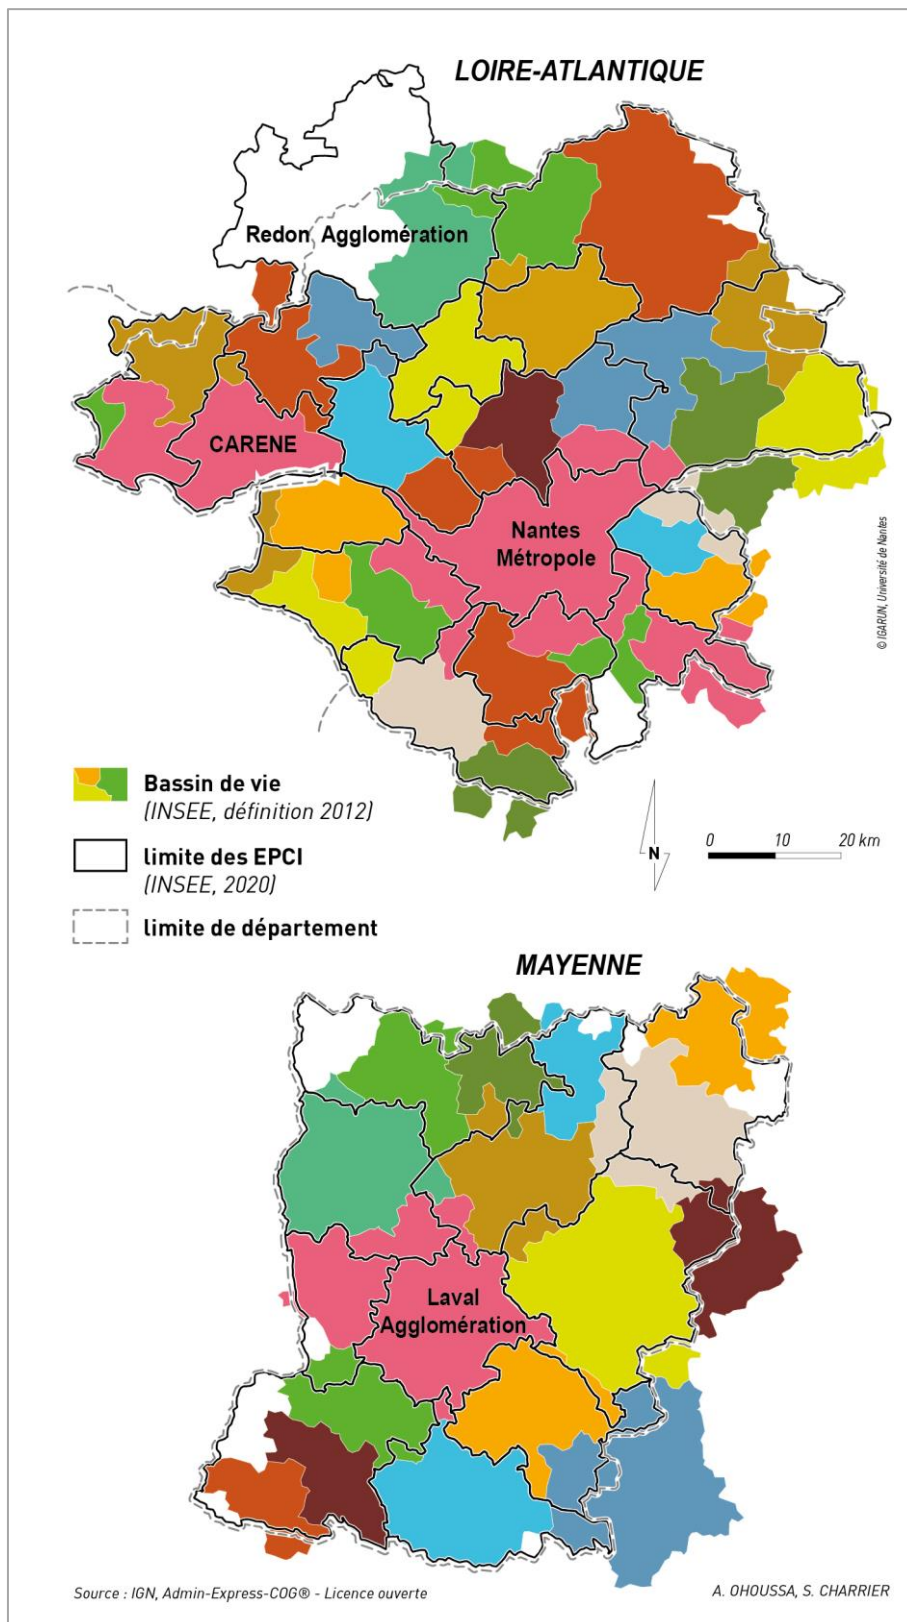 LOIRE-ATLANTIQUE
Redon Agglomération
CARENE
Nantes
Métropole
© IGARUN, Université de Nantes
Bassin de vie
(INSEE, définition 2012)
limite des EPCI
(INSEE, 2020)
limite de département
N
0 10 20 km
MAYENNE
Laval
Agglomération
Source : IGN, Admin-Express-COG® - Licence ouverte
A. OHOUSSA, S. CHARRIER